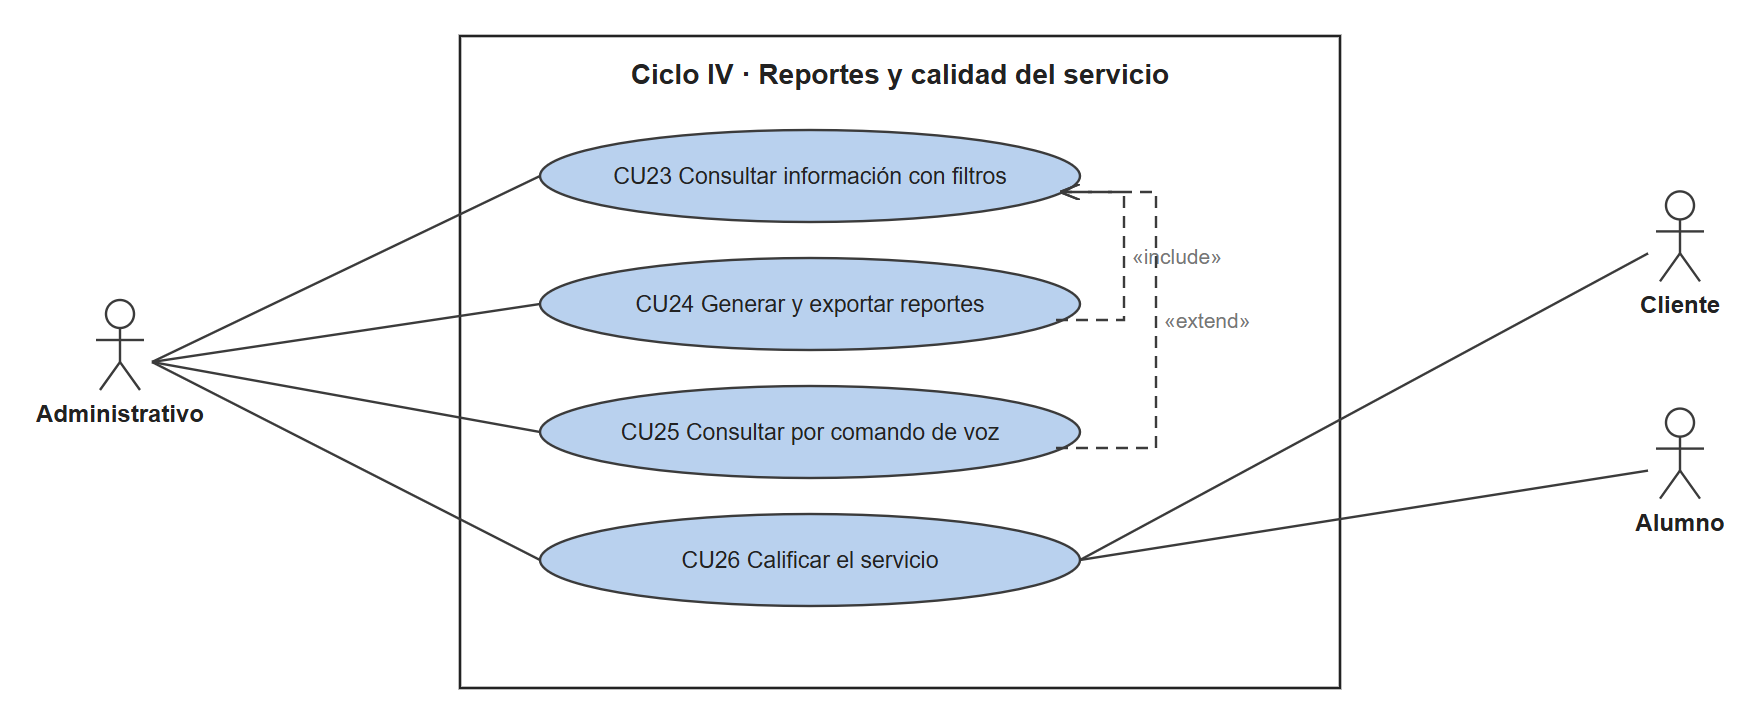 Ciclo IV · Reportes y calidad del servicio
CU23 Consultar información con filtros
«include»
CU24 Generar y exportar reportes
«extend»
CU25 Consultar por comando de voz
CU26 Calificar el servicio
Administrativo
Cliente
Alumno